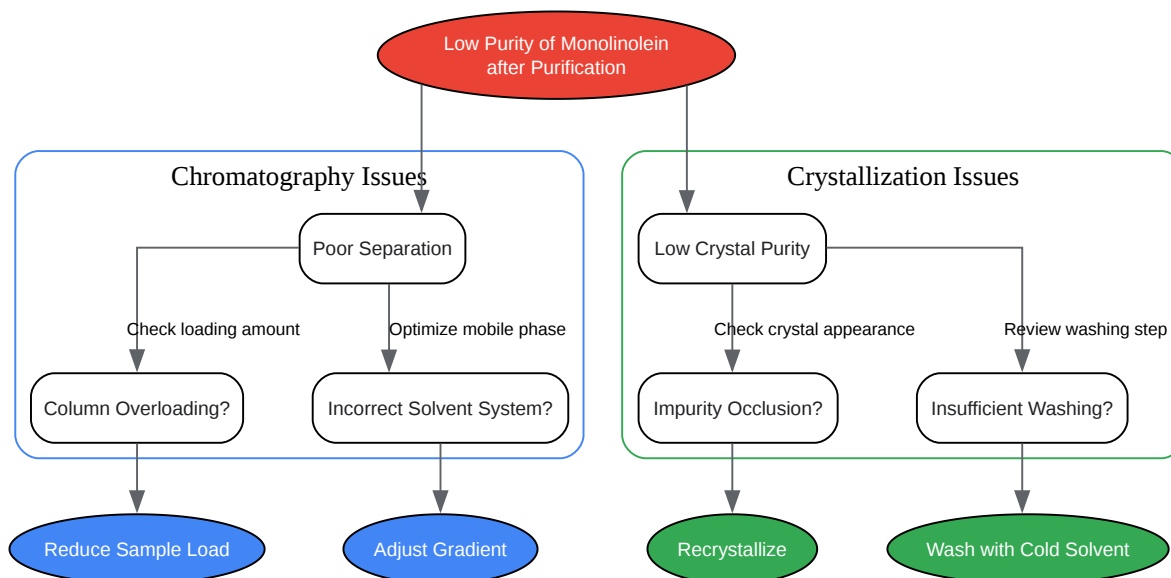 Low Purity of Monolinolein
after Purification
Chromatography Issues
Crystallization Issues
Poor Separation
Low Crystal Purity
Check loading amount
Optimize mobile phase
Check crystal appearance
Review washing step
Column Overloading?
Incorrect Solvent System?
Impurity Occlusion?
Insufficient Washing?
Reduce Sample Load
Adjust Gradient
Recrystallize
Wash with Cold Solvent